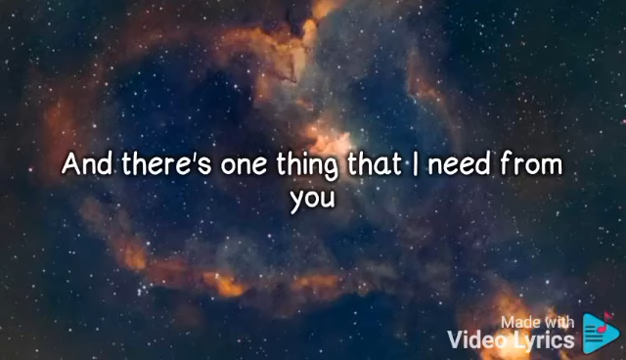 And there's one thing that I need from
you
Made with
Video Lyrics